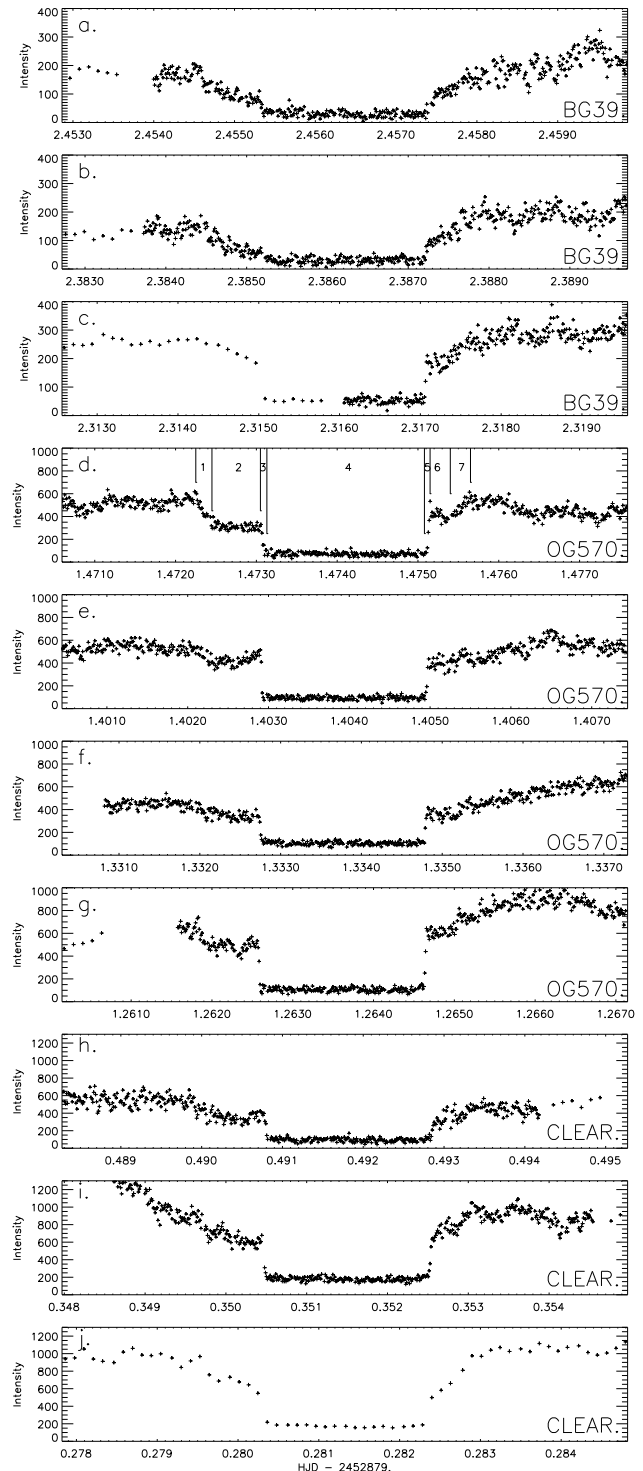 a.
400
300
200
100
0
Intensity
BG39
2.4530 2.4540 2.4550 2.4560 2.4570 2.4580 2.4590
b.
400
300
200
100
0
Intensity
BG39
2.3830 2.3840 2.3850 2.3860 2.3870 2.3880 2.3890
c.
400
300
200
100
0
Intensity
BG39
2.3130 2.3140 2.3150 2.3160 2.3170 2.3180 2.3190
d.
1000
800
600
400
200
0
Intensity
1 2 3 4 5 6 7
OG570.
1.4710 1.4720 1.4730 1.4740 1.4750 1.4760 1.4770
e.
1000
800
600
400
200
0
Intensity
OG570.
1.4010 1.4020 1.4030 1.4040 1.4050 1.4060 1.4070
f.
1000
800
600
400
200
0
Intensity
OG570.
1.3310 1.3320 1.3330 1.3340 1.3350 1.3360 1.3370
g.
1000
800
600
400
200
0
Intensity
OG570.
1.2610 1.2620 1.2630 1.2640 1.2650 1.2660 1.2670
h.
1200
1000
800
600
400
200
0
Intensity
CLEAR.
0.489 0.490 0.491 0.492 0.493 0.494 0.495
i.
1200
1000
800
600
400
200
0
Intensity
CLEAR.
0.348 0.349 0.350 0.351 0.352 0.353 0.354
j.
1200
1000
800
600
400
200
0
Intensity
CLEAR.
0.278 0.279 0.280 0.281 0.282 0.283 0.284
HJD - 2452879.